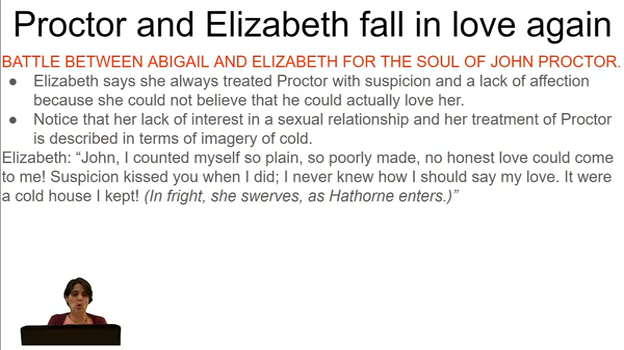 Proctor and Elizabeth fall in love again
BATTLE BETWEEN ABIGAIL AND ELIZABETH FOR THE SOUL OF JOHN PROCTOR.
● Elizabeth says she always treated Proctor with suspicion and a lack of affection
because she could not believe that he could actually love her.
● Notice that her lack of interest in a sexual relationship and her treatment of Proctor
is described in terms of imagery of cold.
Elizabeth: “John, I counted myself so plain, so poorly made, no honest love could come
to me! Suspicion kissed you when I did; I never knew how I should say my love. It were
a cold house I kept! (In fright, she swerves, as Hathorne enters.)”